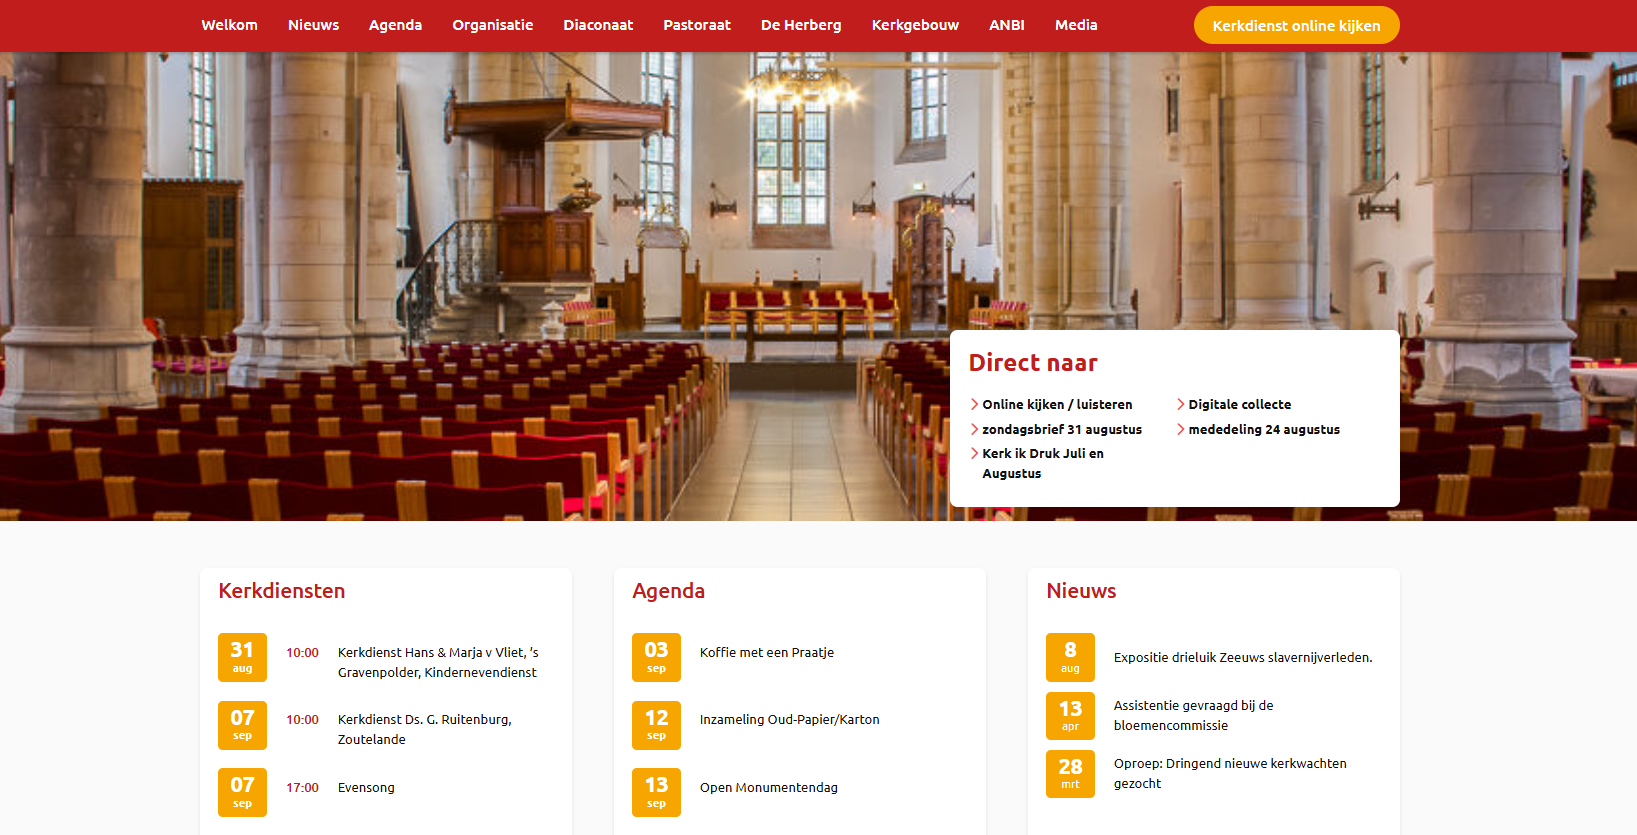 Welkom Nieuws Agenda Organisatie Diaconaat Pastoraat De Herberg Kerkgebouw ANBI Media Kerkdienst online kijken
Direct naar
Online kijken / luisteren
Digitale collecte
zondagsbrief 31 augustus
mededeling 24 augustus
Kerk ik Druk Juli en
Augustus
Kerkdiensten
31
aug
10:00
Kerkdienst Hans & Marja v Vliet, ’s
Gravenpolder, Kindernevendienst
07
sep
10:00
Kerkdienst Ds. G. Ruitenburg,
Zoutelande
07
sep
17:00
Evensong
Agenda
03
sep
Koffie met een Praatje
12
sep
Inzameling Oud-Papier/Karton
13
sep
Open Monumentendag
Nieuws
8
aug
Expositie drieluik Zeeuws slavernijverleden.
13
apr
Assistentie gevraagd bij de
bloemencommissie
28
mrt
Oproep: Dringend nieuwe kerkwachten
gezocht